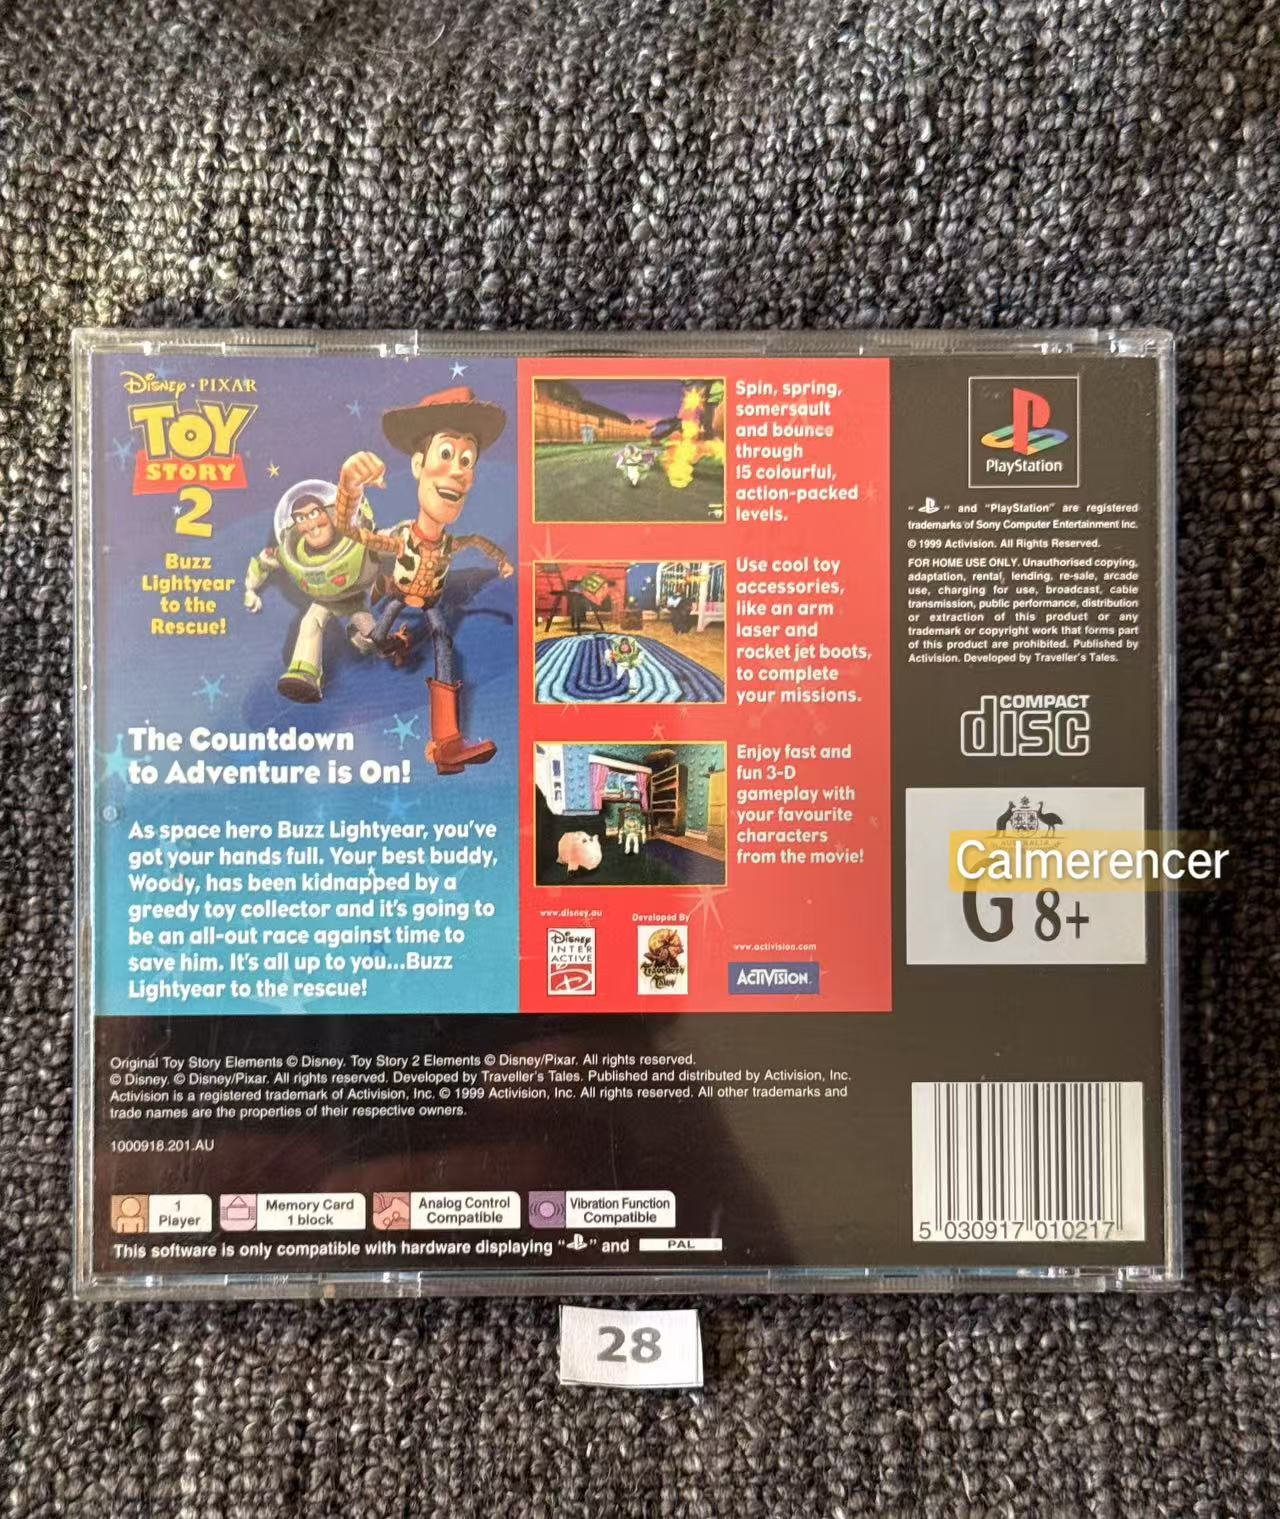 Disney · PIXAR
TOY
STORY
2
Buzz
Lightyear
to the
Rescue!
The Countdown
to Adventure is On!
As space hero Buzz Lightyear, you've
got your hands full. Your best buddy,
Woody, has been kidnapped by a
greedy toy collector and it's going to
be an all-out race against time to
save him. It's all up to you...Buzz
Lightyear to the rescue!
Spin, spring,
somersault
and bounce
through
15 colourful,
action-packed
levels.
Use cool toy
accessories,
like an arm
laser and
rocket jet boots,
to complete
your missions.
Enjoy fast and
fun 3-D
gameplay with
your favourite
characters
from the movie!
www.disney.au
Disney
INTER
ACTIVE
Developed By
Traveller's
Tales
www.activision.com
ACTIVISION.
PlayStation
" " and "PlayStation" are registered
trademarks of Sony Computer Entertainment Inc.
© 1999 Activision. All Rights Reserved.
FOR HOME USE ONLY. Unauthorised copying,
adaptation, rental, lending, re-sale, arcade
use, charging for use, broadcast, cable
transmission, public performance, distribution
or extraction of this product or any
trademark or copyright work that forms part
of this product are prohibited. Published by
Activision. Developed by Traveller's Tales.
COMPACT
disc
AUSTRALIA
Calmerencer
G 8+
Original Toy Story Elements © Disney. Toy Story 2 Elements © Disney/Pixar. All rights reserved.
© Disney. © Disney/Pixar. All rights reserved. Developed by Traveller's Tales. Published and distributed by Activision, Inc.
Activision is a registered trademark of Activision, Inc. © 1999 Activision, Inc. All rights reserved. All other trademarks and
trade names are the properties of their respective owners.
1000918.201.AU
1
Player
Memory Card
1 block
Analog Control
Compatible
Vibration Function
Compatible
This software is only compatible with hardware displaying " " and PAL
5 030917 010217
28